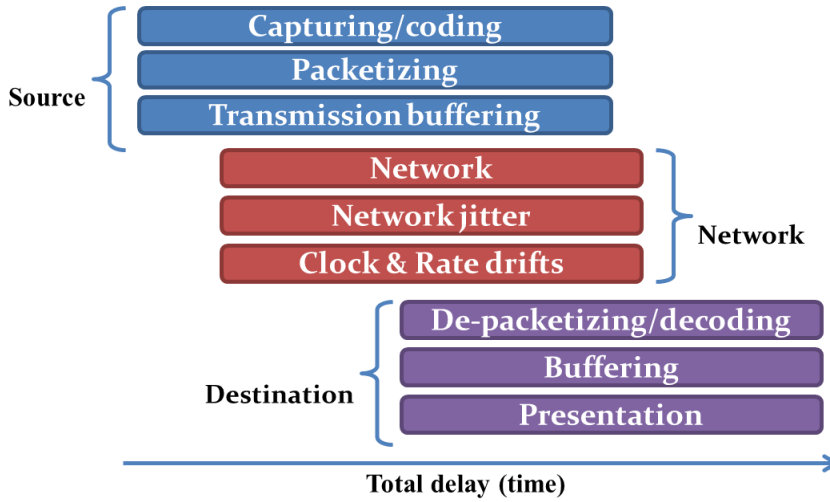 Capturing/coding
Packetizing
Source
Transmission buffering
Network
Network jitter
Network
Clock & Rate drifts
De-packetizing/decoding
Buffering
Destination
Presentation
Total delay (time)